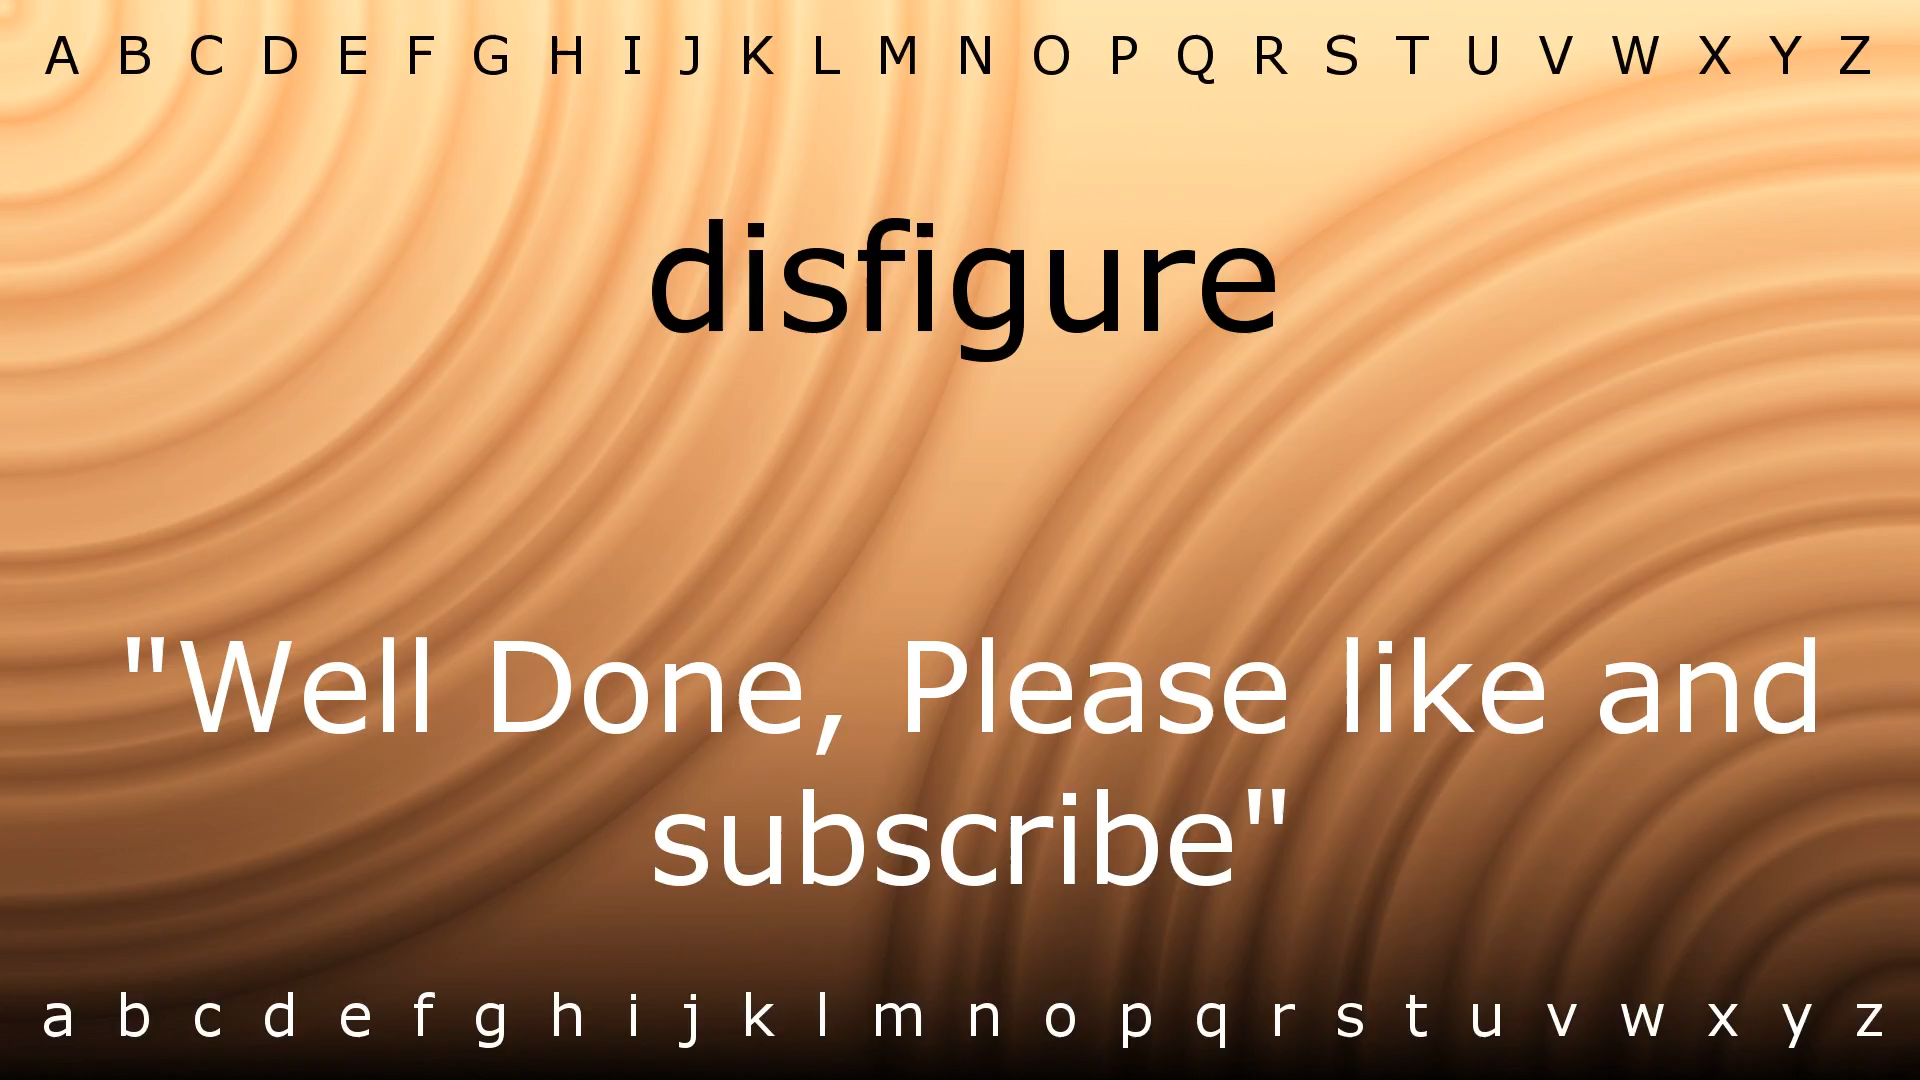 A B C D E F G H I J K L M N O P Q R S T U V W X Y Z
disfigure
"Well Done, Please like and
subscribe"
a b c d e f g h i j k l m n o p q r s t u v w x y z